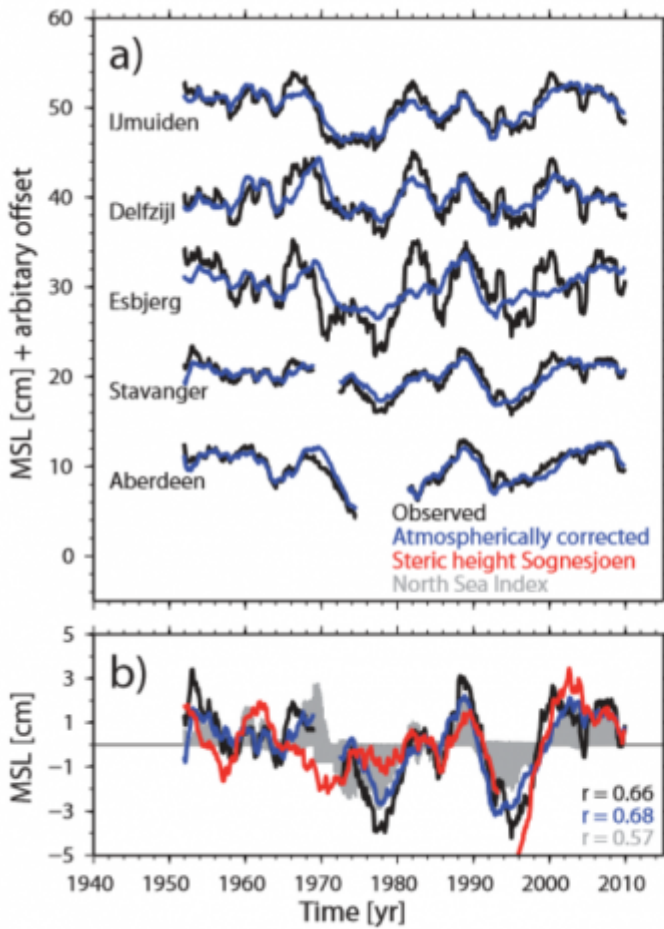 60
a)
50
IJmuiden
40
Delfzijl
30
Esbjerg
20
Stavanger
10
Aberdeen
0
MSL [cm] + arbitary offset
Observed
Atmospherically corrected
Steric height Sognesjoen
North Sea Index
5
b)
3
1
−1
−3
−5
MSL [cm]
r = 0.66
r = 0.68
r = 0.57
1940 1950 1960 1970 1980 1990 2000 2010
Time [yr]